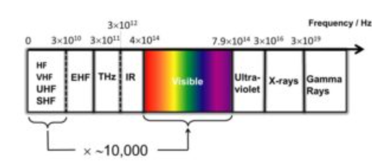 3×10¹²
Frequency / Hz
0 3×10¹⁰ 3×10¹¹ 4×10¹⁴ 7.9×10¹⁴ 3×10¹⁶ 3×10¹⁹
HF
VHF
UHF
SHF
EHF
THz
IR
Visible
Ultra-
violet
X-rays
Gamma
Rays
× ~10,000